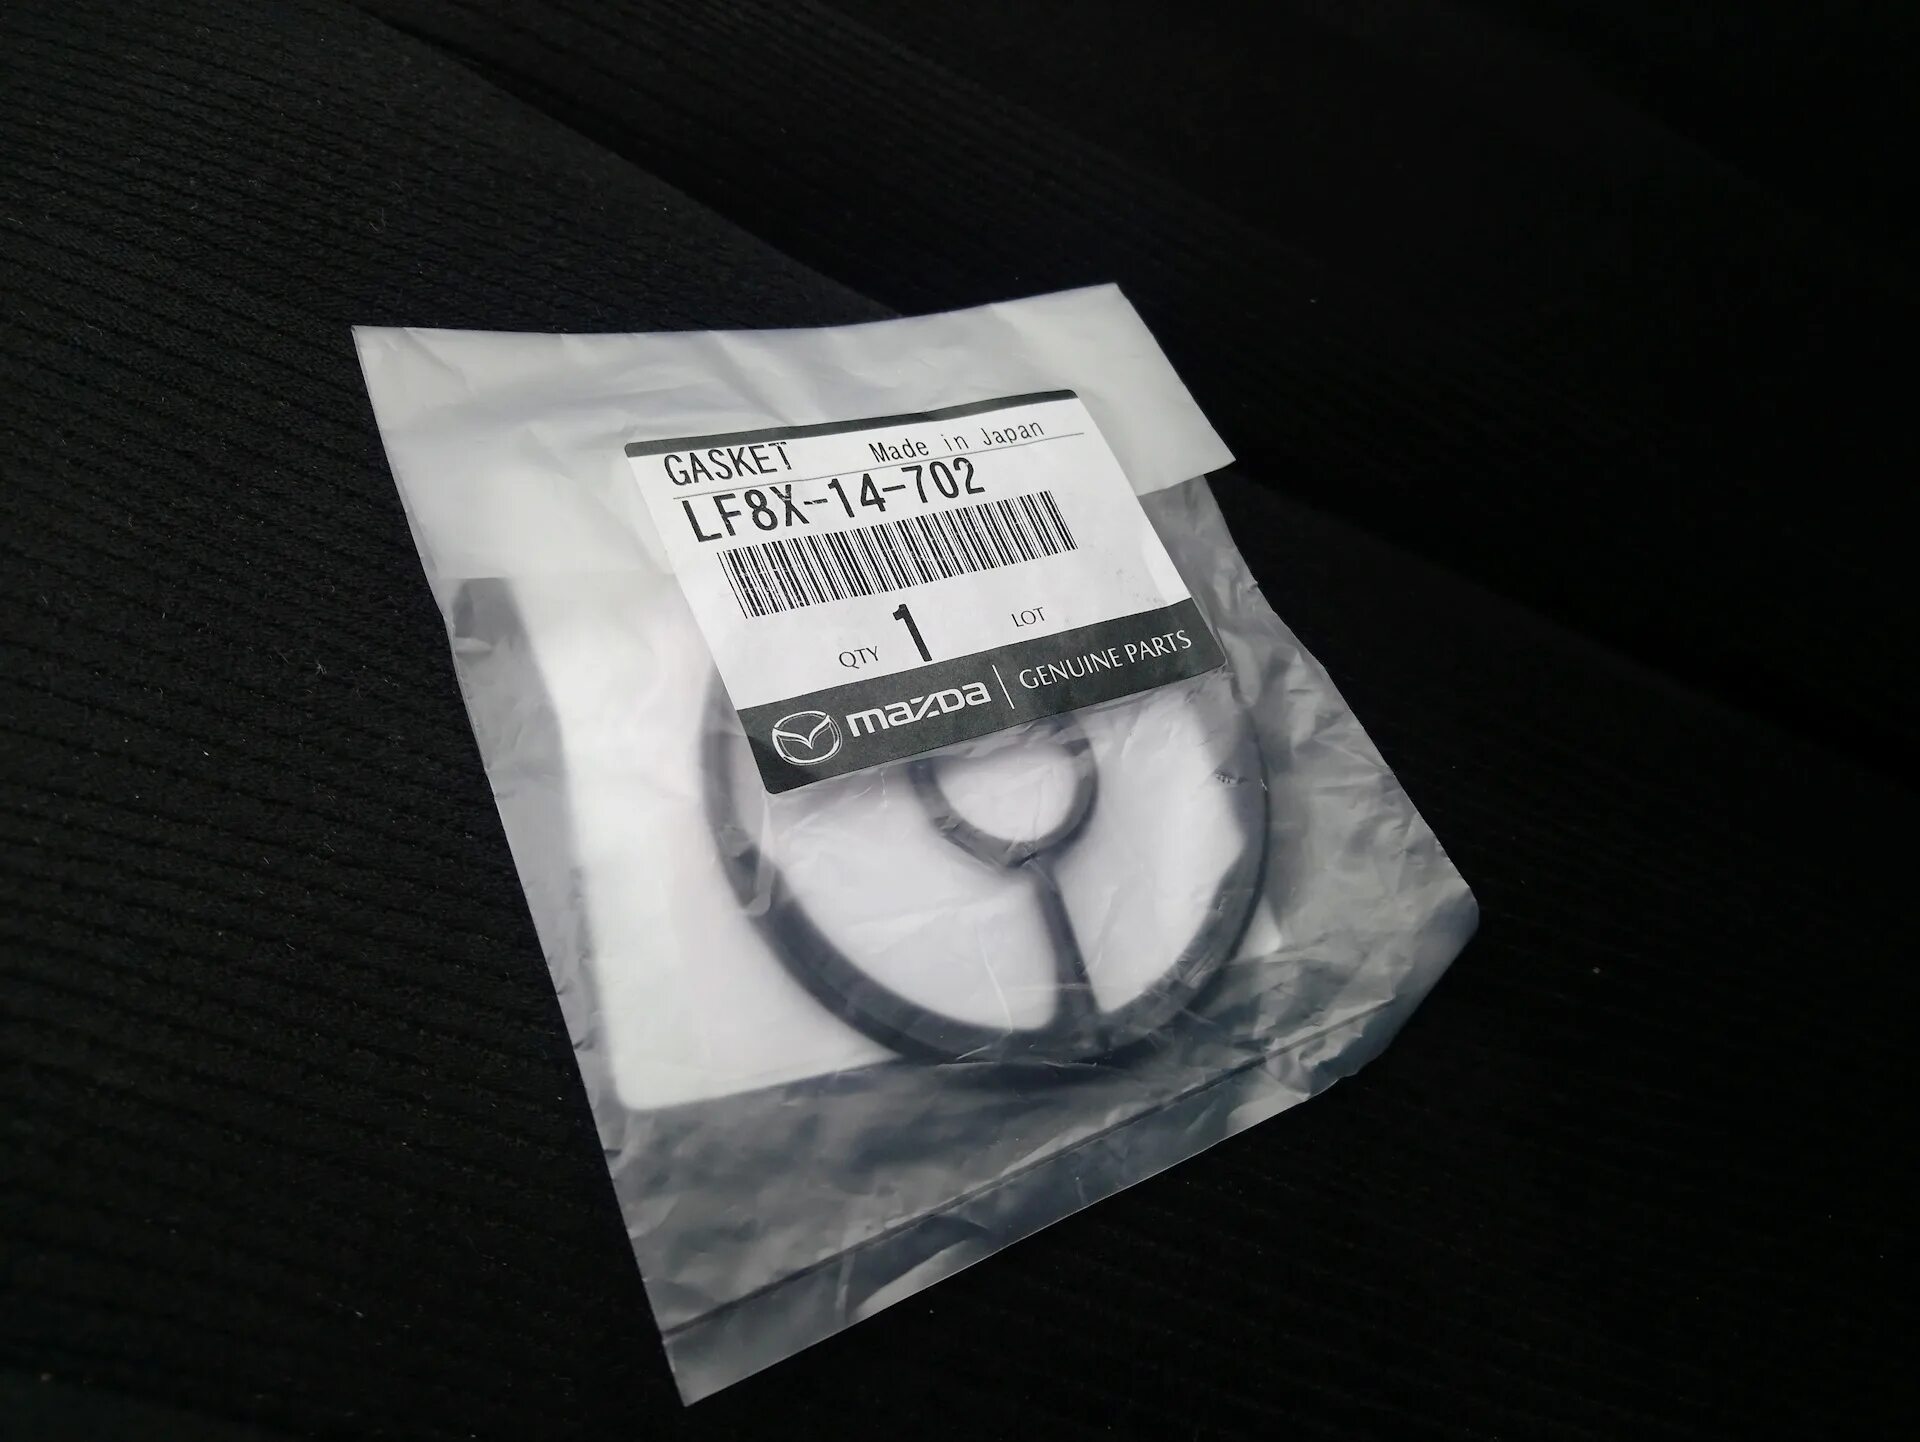 GASKET Made in Japan
LF8X-14-702
QTY 1 LOT
mazda | GENUINE PARTS